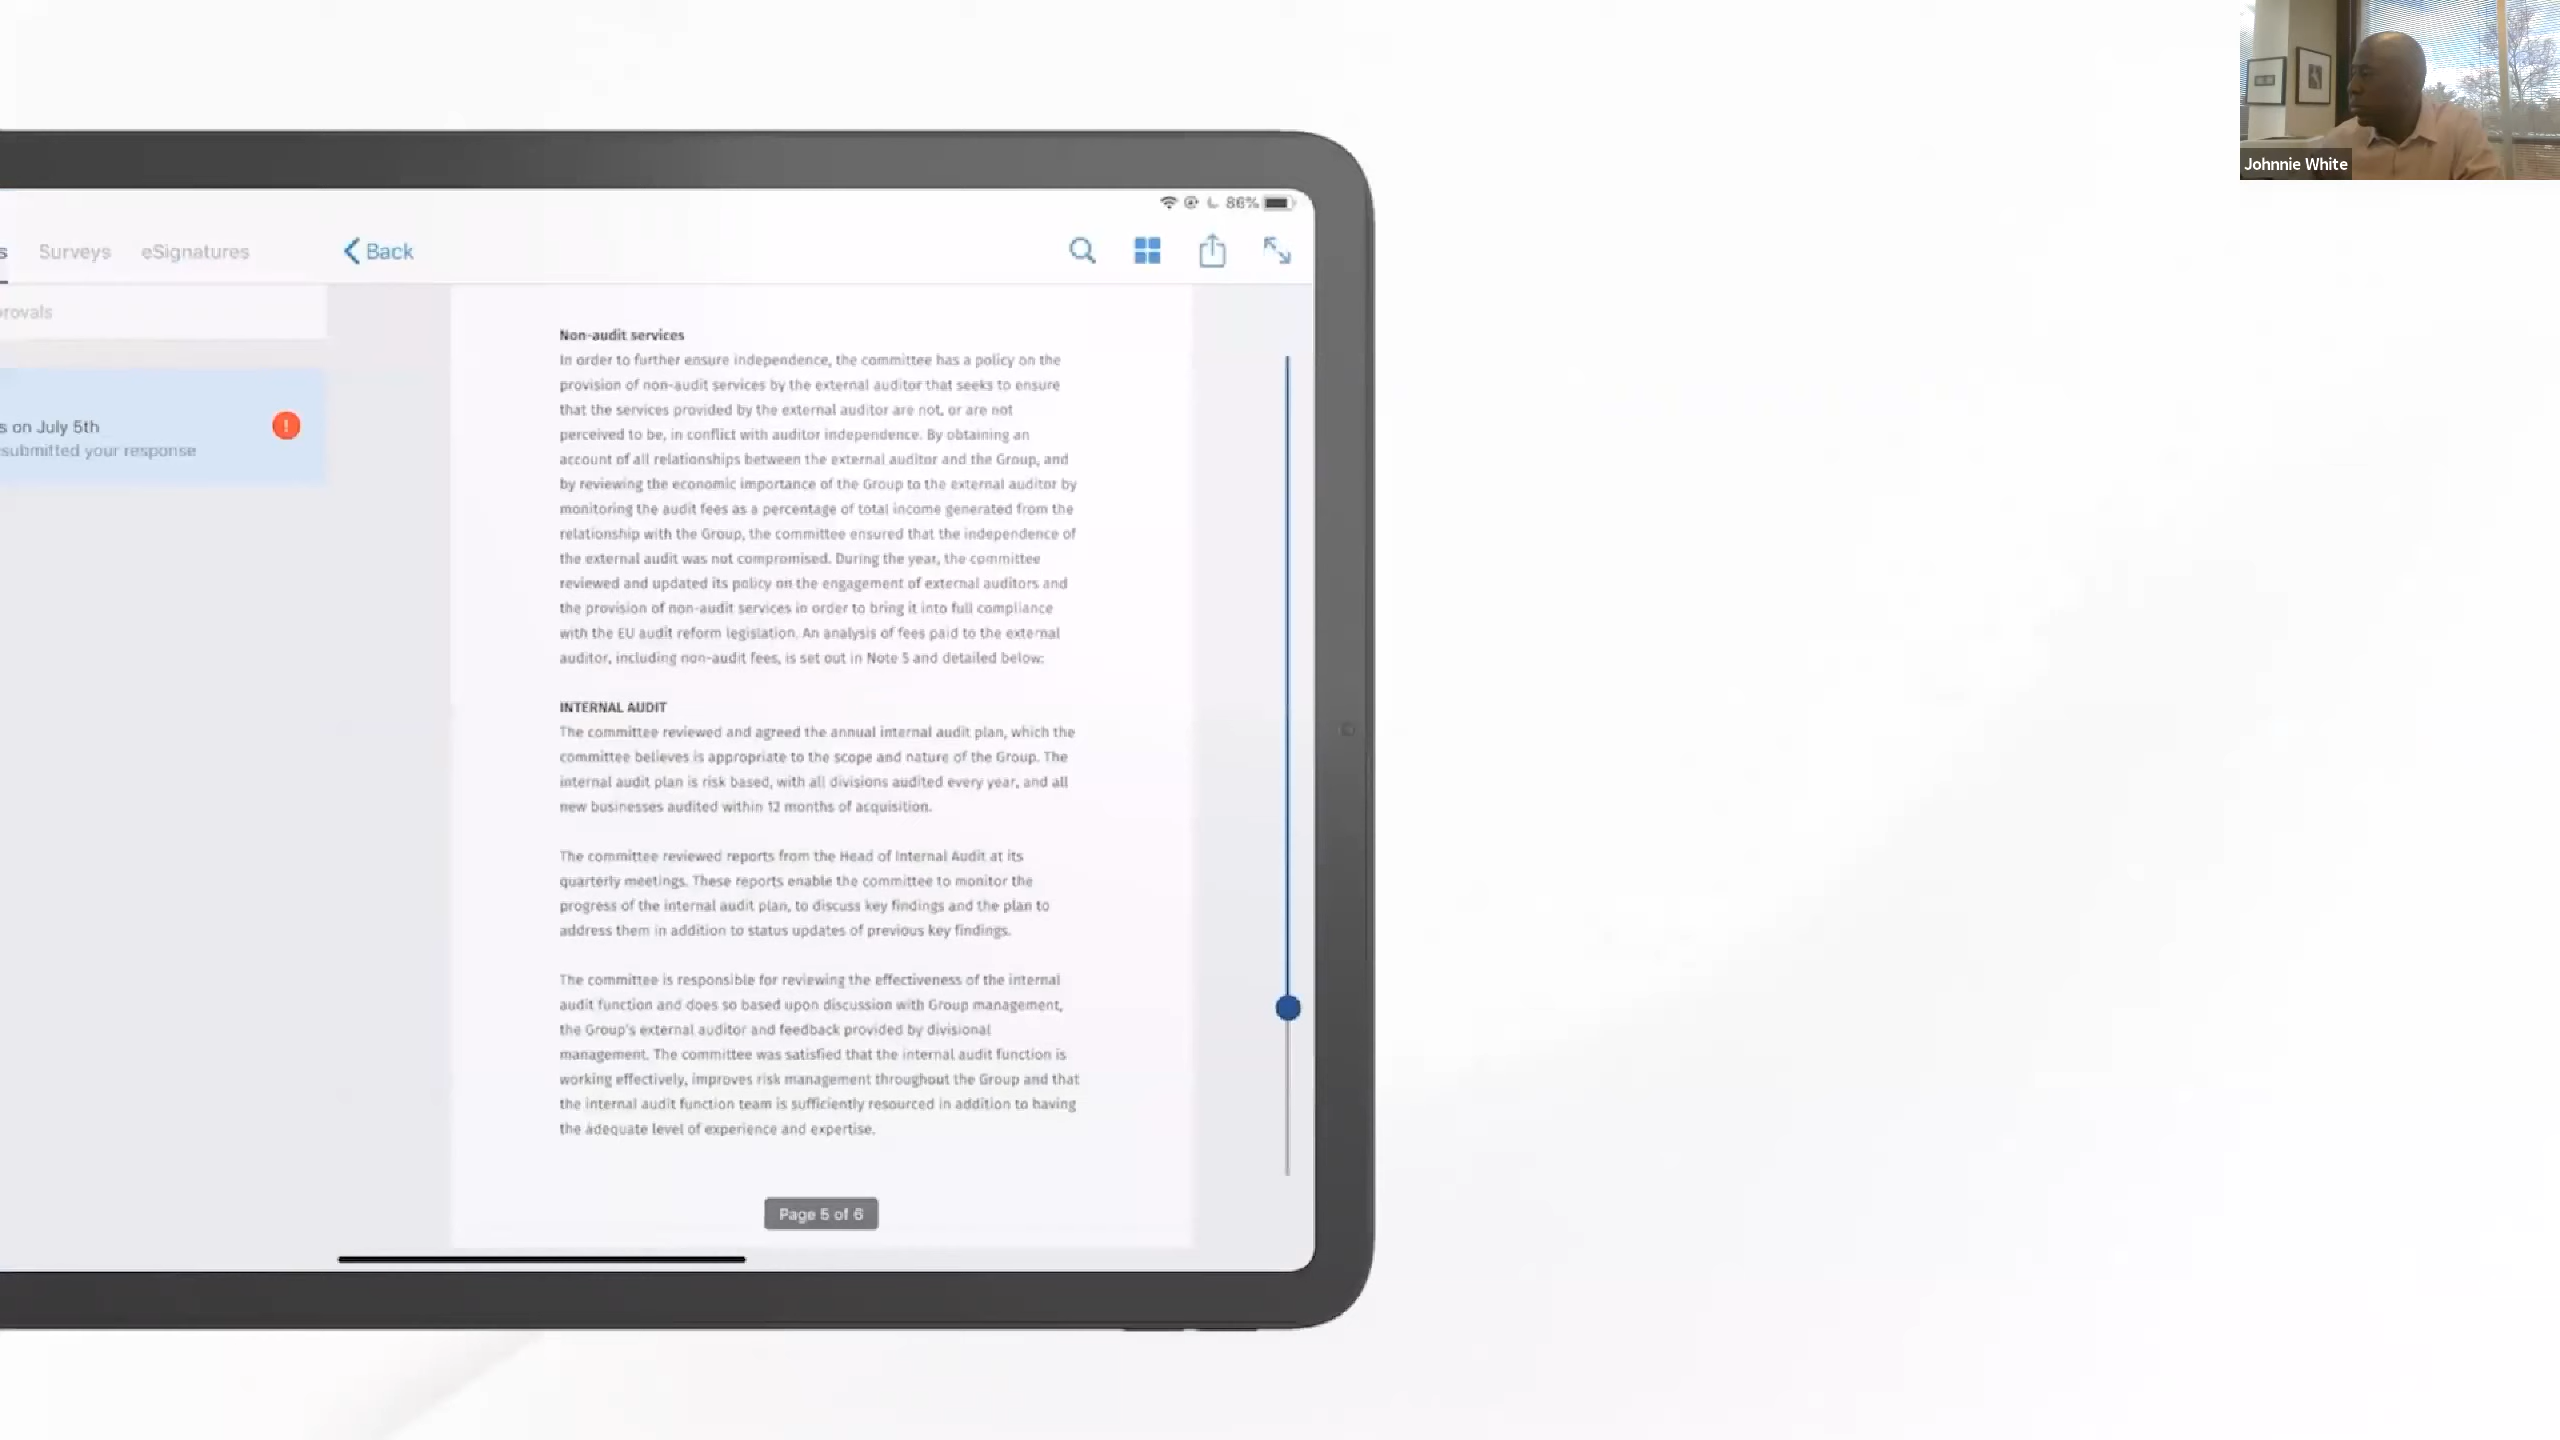 Johnnie White
86%
s
Surveys
eSignatures
Back
rovals
s on July 5th
submitted your response
Non-audit services
In order to further ensure independence, the committee has a policy on the
provision of non-audit services by the external auditor that seeks to ensure
that the services provided by the external auditor are not, or are not
perceived to be, in conflict with auditor independence. By obtaining an
account of all relationships between the external auditor and the Group, and
by reviewing the economic importance of the Group to the external auditor by
monitoring the audit fees as a percentage of total income generated from the
relationship with the Group, the committee ensured that the independence of
the external audit was not compromised. During the year, the committee
reviewed and updated its policy on the engagement of external auditors and
the provision of non-audit services in order to bring it into full compliance
with the EU audit reform legislation. An analysis of fees paid to the external
auditor, including non-audit fees, is set out in Note 5 and detailed below:
INTERNAL AUDIT
The committee reviewed and agreed the annual internal audit plan, which the
committee believes is appropriate to the scope and nature of the Group. The
internal audit plan is risk based, with all divisions audited every year, and all
new businesses audited within 12 months of acquisition.
The committee reviewed reports from the Head of Internal Audit at its
quarterly meetings. These reports enable the committee to monitor the
progress of the internal audit plan, to discuss key findings and the plan to
address them in addition to status updates of previous key findings.
The committee is responsible for reviewing the effectiveness of the internal
audit function and does so based upon discussion with Group management,
the Group's external auditor and feedback provided by divisional
management. The committee was satisfied that the internal audit function is
working effectively, improves risk management throughout the Group and that
the internal audit function team is sufficiently resourced in addition to having
the adequate level of experience and expertise.
Page 5 of 6